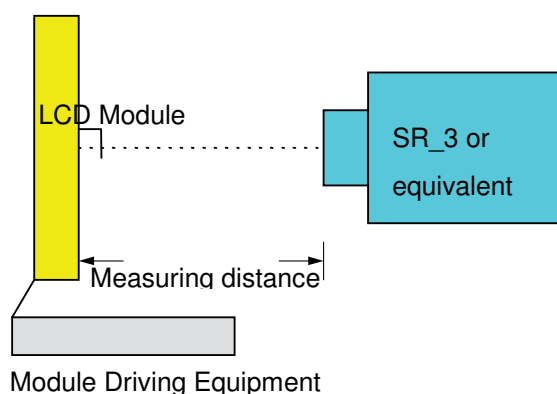 LCD Module
SR_3 or
equivalent
Measuring distance
Module Driving Equipment